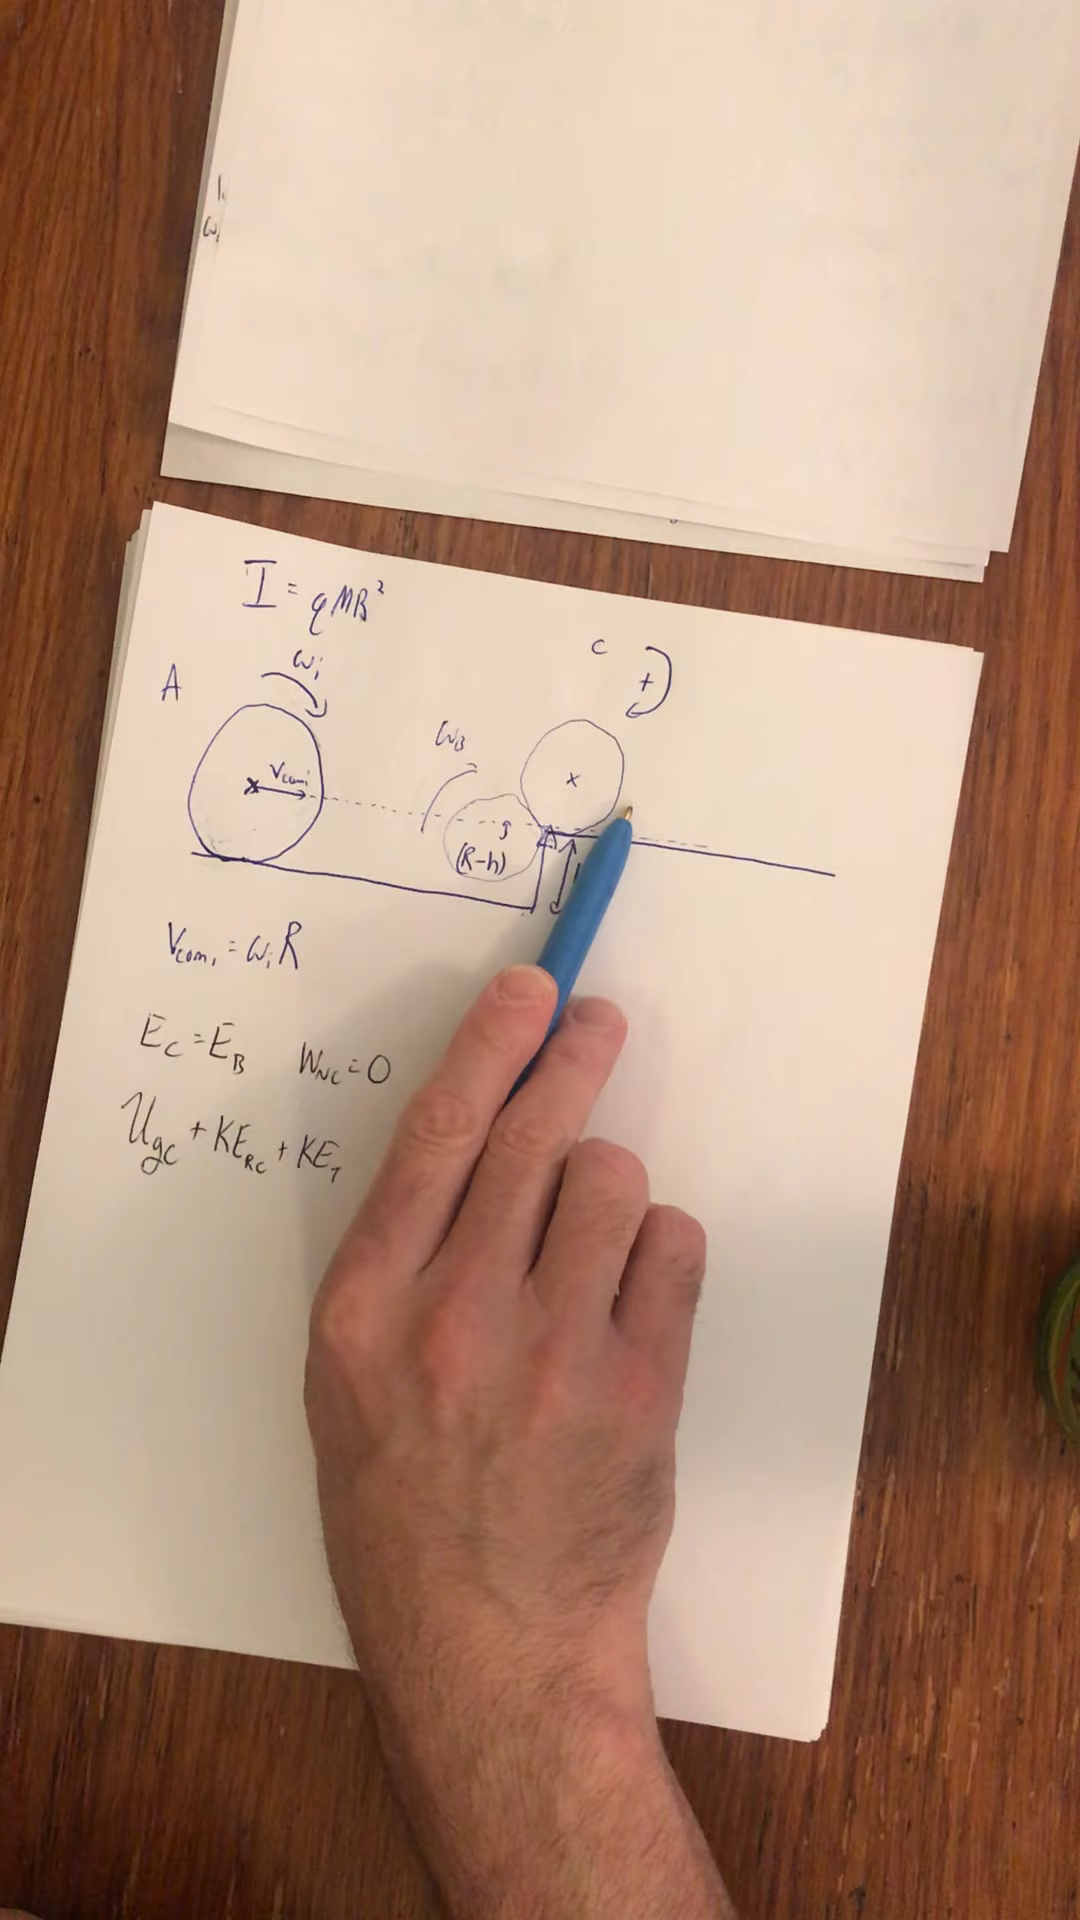 I = qMR²
ωᵢ
A
Vcomᵢ
C
+
ωB
(R-h)
Vcomᵢ = ωᵢR
EC = EB WNC = 0
UgC + KERC + KET